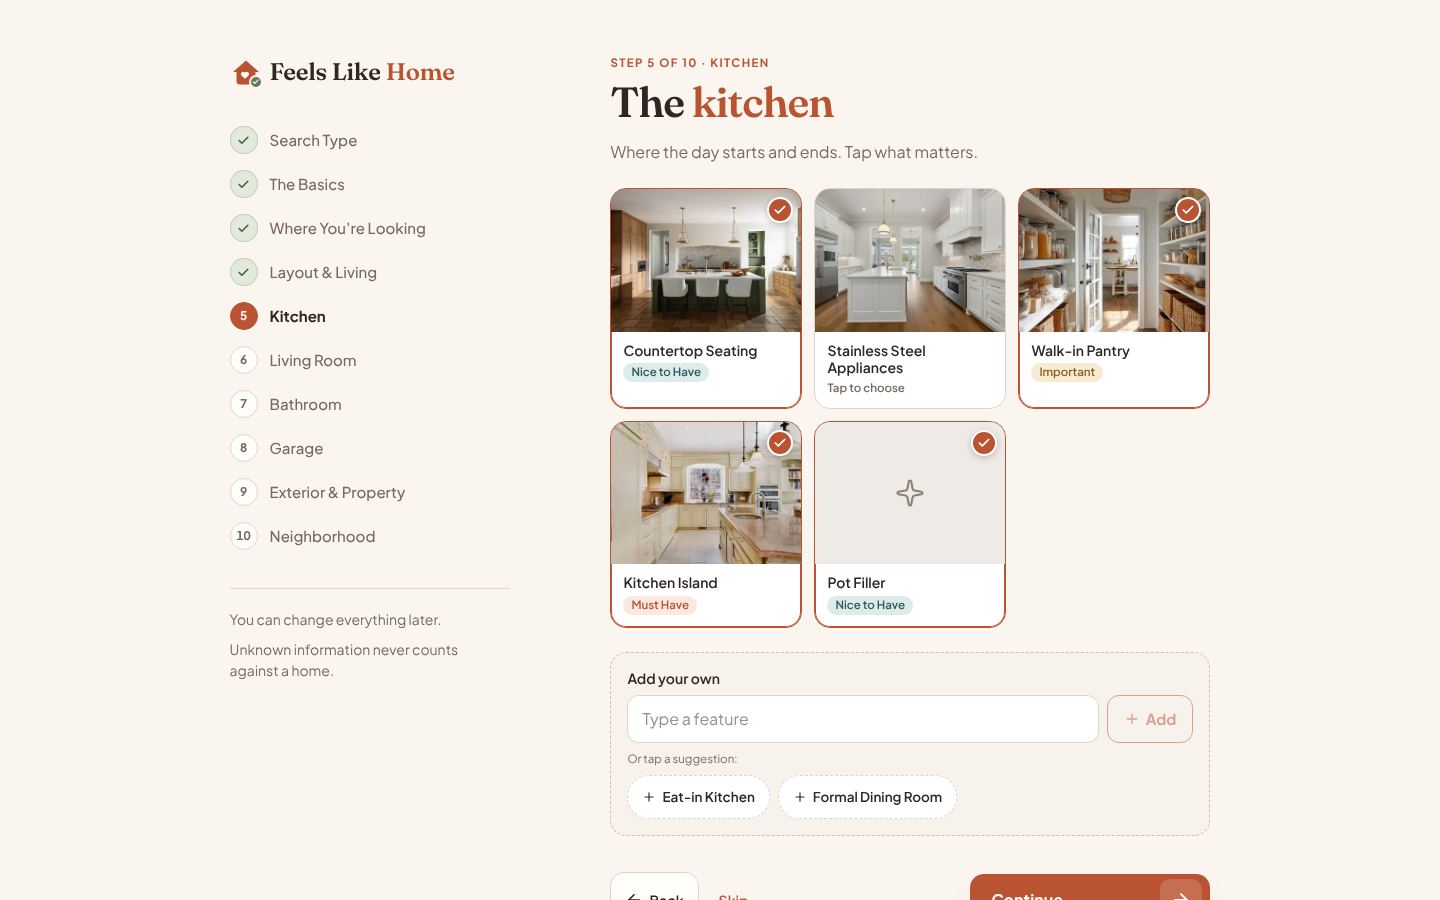 Feels Like Home
Search Type
The Basics
Where You're Looking
Layout & Living
5 Kitchen
6 Living Room
7 Bathroom
8 Garage
9 Exterior & Property
10 Neighborhood
You can change everything later.
Unknown information never counts
against a home.
STEP 5 OF 10 · KITCHEN
The kitchen
Where the day starts and ends. Tap what matters.
Countertop Seating
Nice to Have
Stainless Steel
Appliances
Tap to choose
Walk-in Pantry
Important
Kitchen Island
Must Have
Pot Filler
Nice to Have
Add your own
Type a feature
+ Add
Or tap a suggestion:
+ Eat-in Kitchen
+ Formal Dining Room
← Back
Skip
Continue →